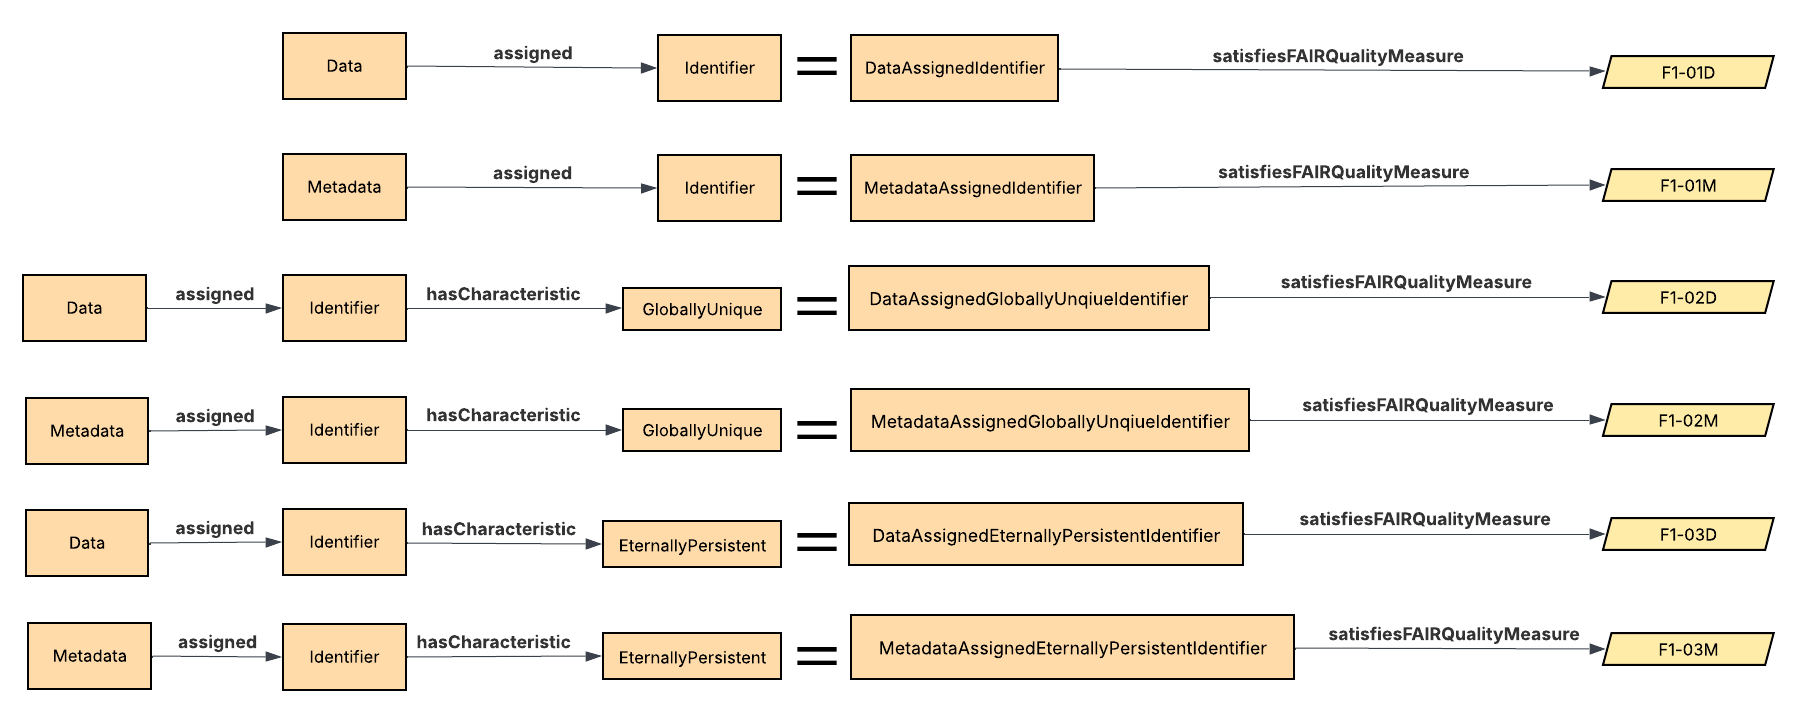 Data assigned Identifier = DataAssignedIdentifier satisfiesFAIRQualityMeasure F1-01D
Metadata assigned Identifier = MetadataAssignedIdentifier satisfiesFAIRQualityMeasure F1-01M
Data assigned Identifier hasCharacteristic GloballyUnique = DataAssignedGloballyUnqiueIdentifier satisfiesFAIRQualityMeasure F1-02D
Metadata assigned Identifier hasCharacteristic GloballyUnique = MetadataAssignedGloballyUnqiueIdentifier satisfiesFAIRQualityMeasure F1-02M
Data assigned Identifier hasCharacteristic EternallyPersistent = DataAssignedEternallyPersistentIdentifier satisfiesFAIRQualityMeasure F1-03D
Metadata assigned Identifier hasCharacteristic EternallyPersistent = MetadataAssignedEternallyPersistentIdentifier satisfiesFAIRQualityMeasure F1-03M